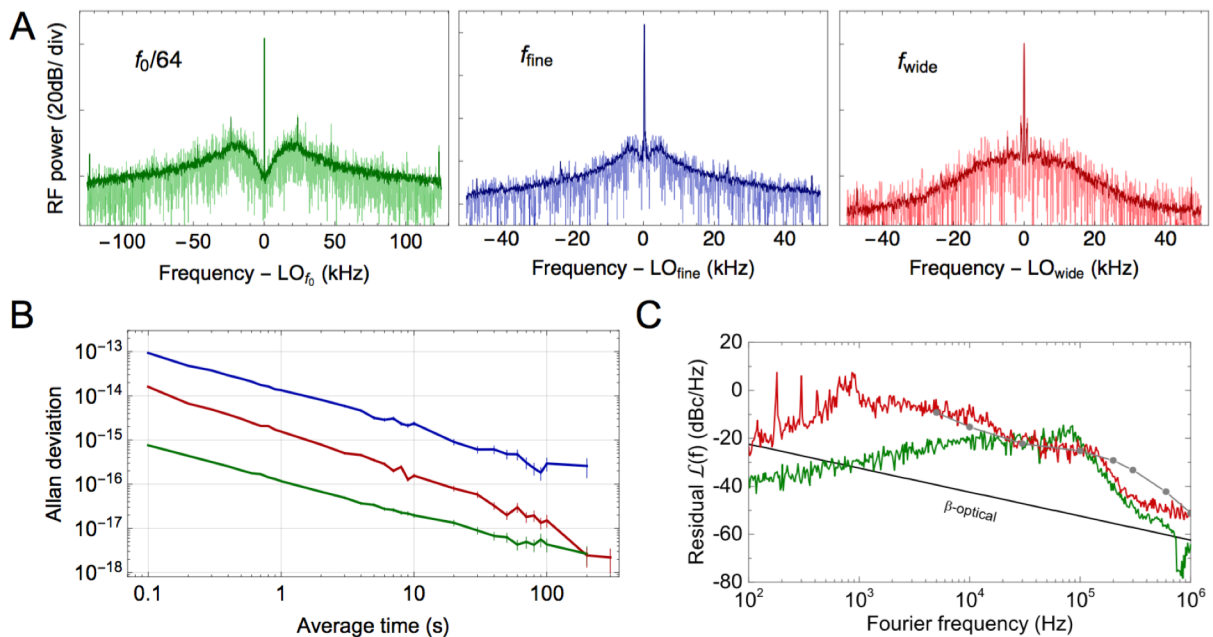 A
RF power (20dB/ div)
f0/64
ffine
fwide
−100 −50 0 50 100
−40 −20 0 20 40
−40 −20 0 20 40
Frequency − LOf0 (kHz)
Frequency − LOfine (kHz)
Frequency − LOwide (kHz)
B
Allan deviation
10−13
10−14
10−15
10−16
10−17
10−18
0.1 1 10 100
Average time (s)
C
Residual ℒ(f) (dBc/Hz)
20
0
-20
-40
-60
-80
β-optical
102 103 104 105 106
Fourier frequency (Hz)